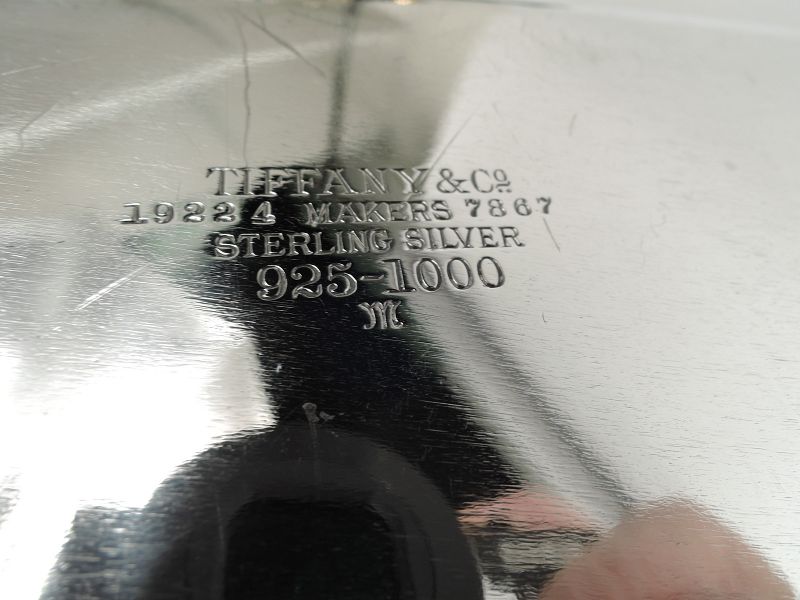 TIFFANY & Co
19224 MAKERS 7867
STERLING SILVER
925-1000
M